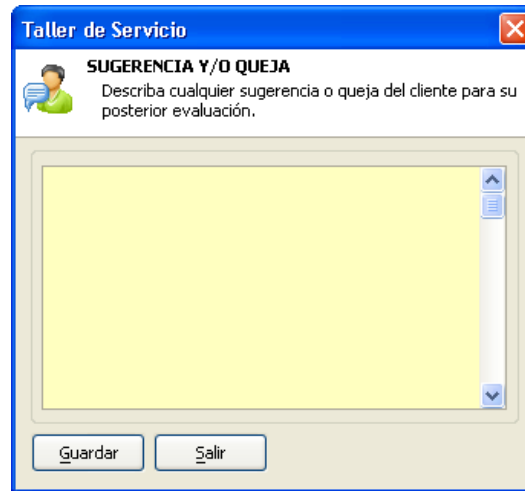 Taller de Servicio
SUGERENCIA Y/O QUEJA
Describa cualquier sugerencia o queja del cliente para su
posterior evaluación.
Guardar
Salir